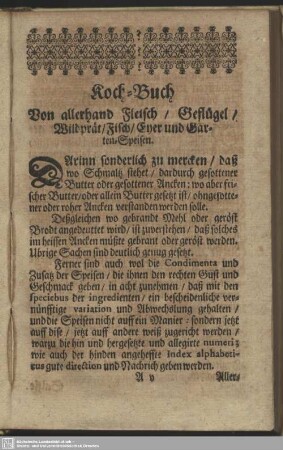 Koch-Buch
Von allerhand Fleisch / Geflügel /
Wildprät / Fisch / Eyer und Gar-
ten-Speisen.
DArinn sonderlich zu mercken / daß
wo Schmaltz stehet / dardurch gesottener
Butter oder gesottener Ancken: wo aber fri-
scher Butter / oder allein Butter gesetzt ist / ohngesotte-
ner oder roher Ancken verstanden werden solle.
Deßgleichen wo gebrandt Mehl oder geröst
Brodt angedeuttet wird / ist zuverstehen / daß solches
im heissen Ancken müßte gebrant oder geröst werden.
Ubrige Sachen sind deutlich genug gesetzt.
Ferner sind auch wol die Condimenta und
Zusatz der Speisen / die ihnen den rechten Gust und
Geschmack geben / in acht zunehmen / daß mit den
speciebus der ingredienten / ein bescheidenliche ver-
nünfftige variation und Abwechslung gehalten /
und die Speisen nicht auff ein Manier: sondern jetzt
auff diß / jetzt auff andere weiß zugericht werden /
warzu die hin und hergesetzte und allegirte numeri:
wie auch der hinden angeheffte Index alphabeti-
cus gute direction und Nachricht geben werden.
A v
Aller-